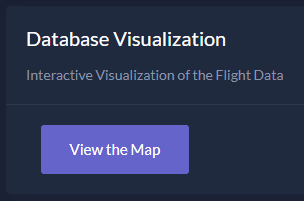 Database Visualization
Interactive Visualization of the Flight Data
View the Map